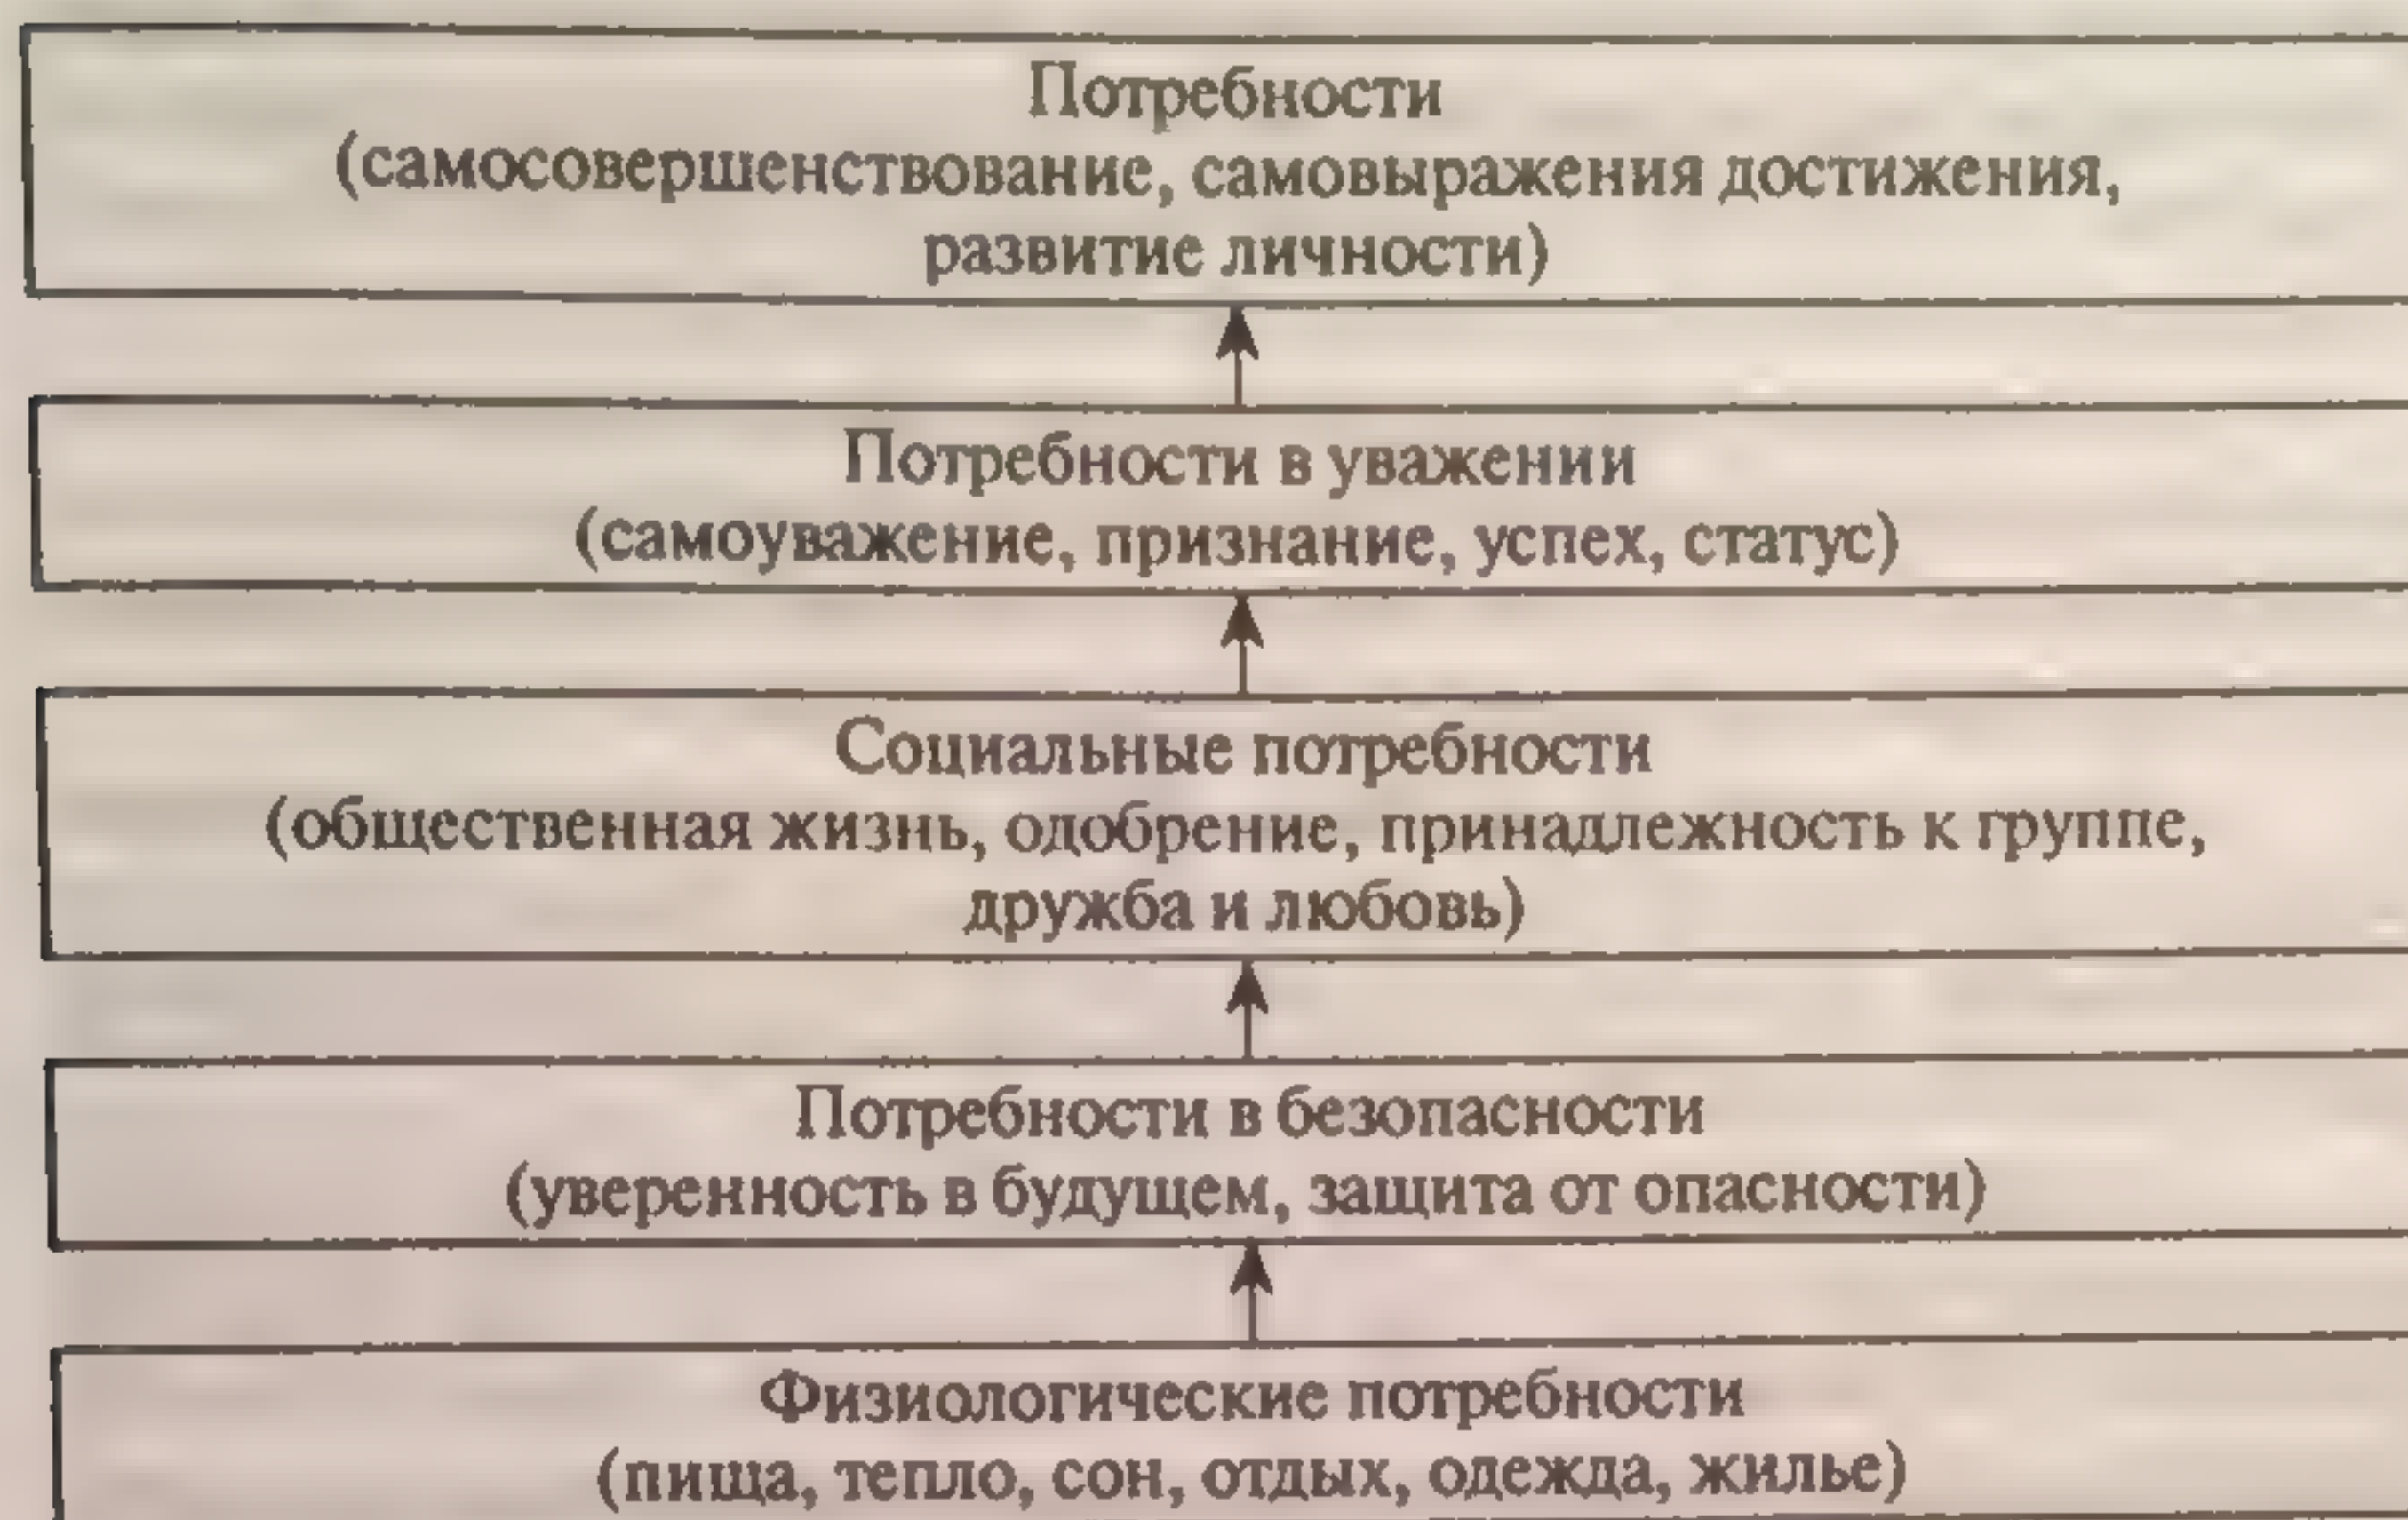 Потребности
(самосовершенствование, самовыражения достижения,
развитие личности)
Потребности в уважении
(самоуважение, признание, успех, статус)
Социальные потребности
(общественная жизнь, одобрение, принадлежность к группе,
дружба и любовь)
Потребности в безопасности
(уверенность в будущем, защита от опасности)
Физиологические потребности
(пища, тепло, сон, отдых, одежда, жилье)